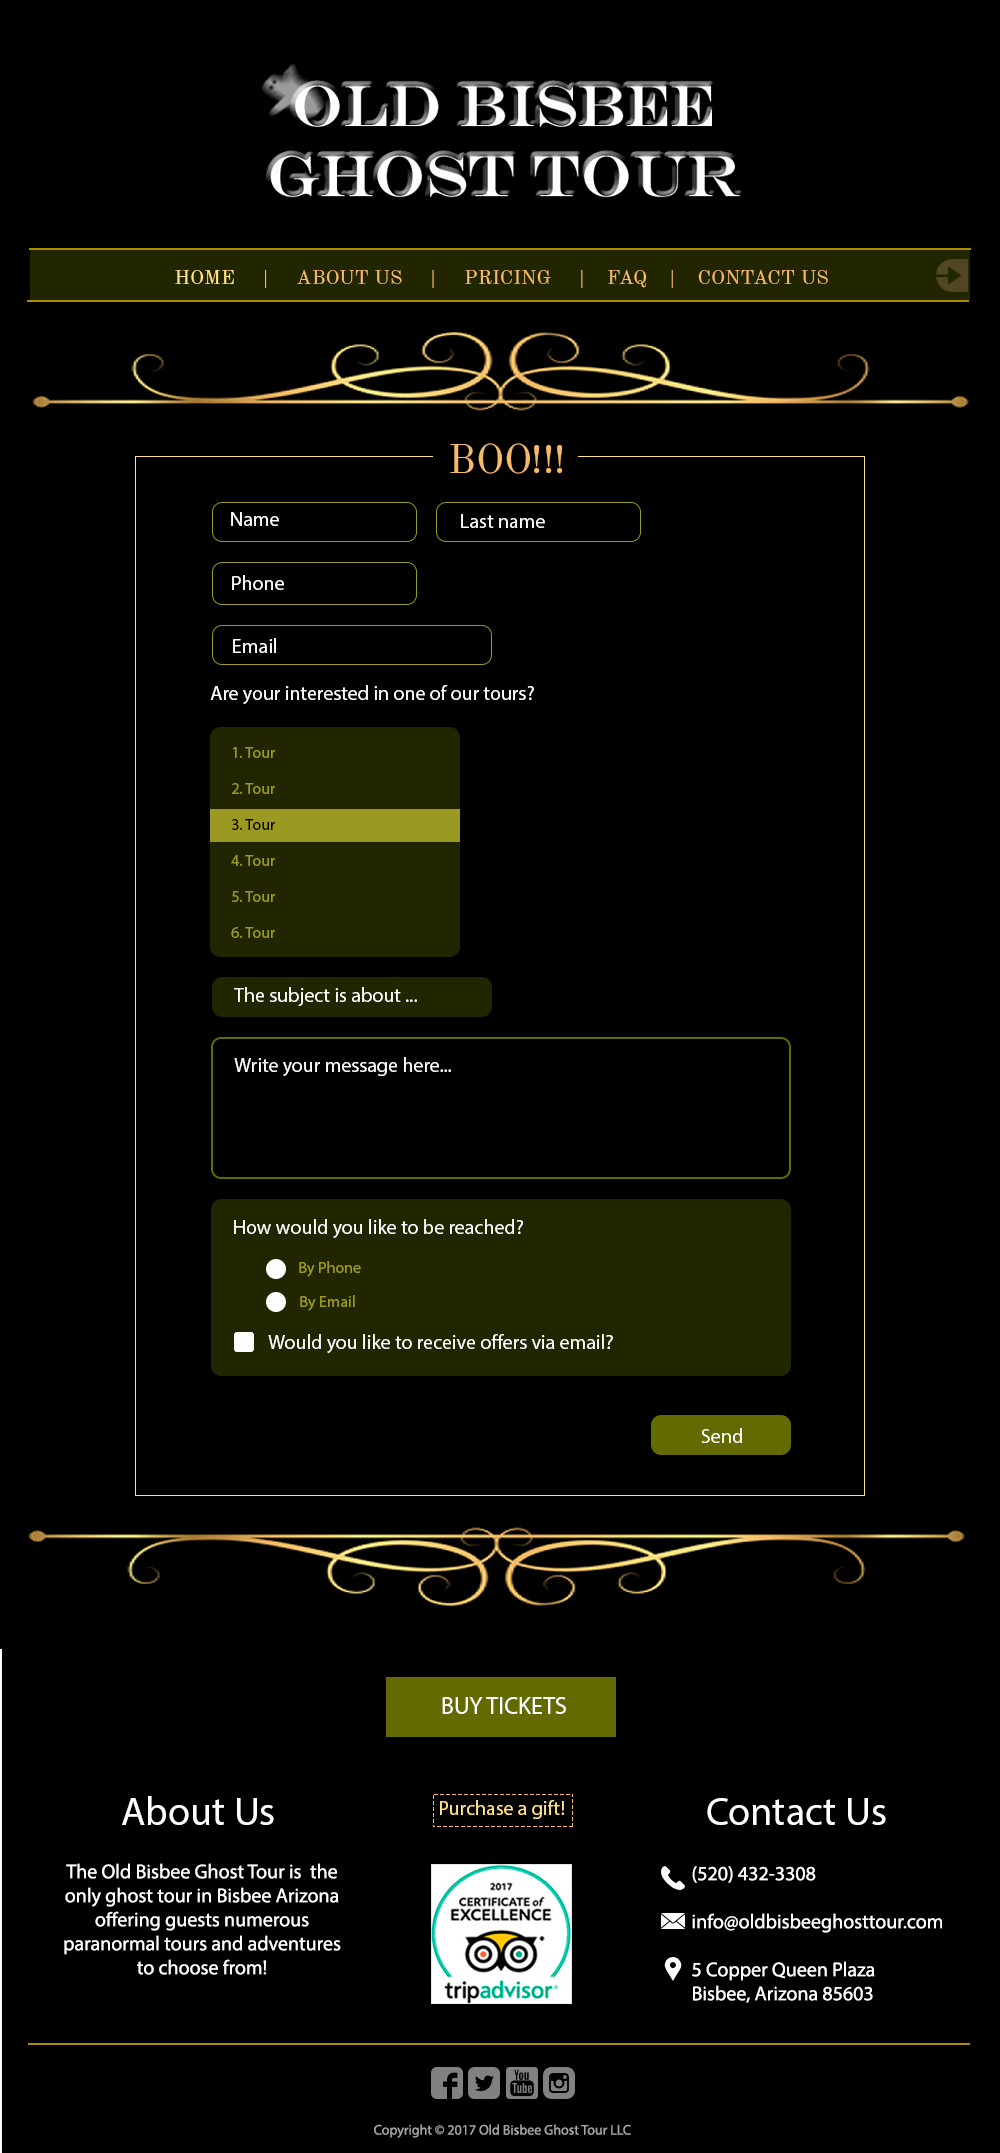 OLD BISBEE
GHOST TOUR
HOME | ABOUT US | PRICING | FAQ | CONTACT US
BOO!!!
Name Last name
Phone
Email
Are your interested in one of our tours?
1. Tour
2. Tour
3. Tour
4. Tour
5. Tour
6. Tour
The subject is about ...
Write your message here...
How would you like to be reached?
By Phone
By Email
Would you like to receive offers via email?
Send
BUY TICKETS
About Us
The Old Bisbee Ghost Tour is the
only ghost tour in Bisbee Arizona
offering guests numerous
paranormal tours and adventures
to choose from!
Purchase a gift!
2017
CERTIFICATE of
EXCELLENCE
tripadvisor®
Contact Us
(520) 432-3308
info@oldbisbeeghosttour.com
5 Copper Queen Plaza
Bisbee, Arizona 85603
You
Tube
Copyright © 2017 Old Bisbee Ghost Tour LLC